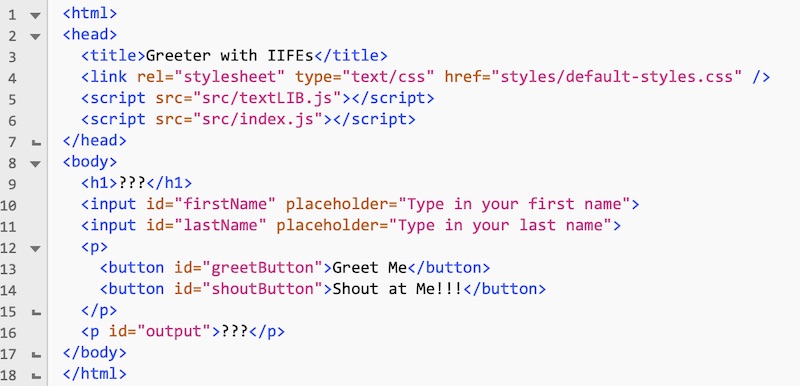 1 <html>
2 <head>
3 <title>Greeter with IIFEs</title>
4 <link rel="stylesheet" type="text/css" href="styles/default-styles.css" />
5 <script src="src/textLIB.js"></script>
6 <script src="src/index.js"></script>
7 </head>
8 <body>
9 <h1>???</h1>
10 <input id="firstName" placeholder="Type in your first name">
11 <input id="lastName" placeholder="Type in your last name">
12 <p>
13 <button id="greetButton">Greet Me</button>
14 <button id="shoutButton">Shout at Me!!!</button>
15 </p>
16 <p id="output">???</p>
17 </body>
18 </html>